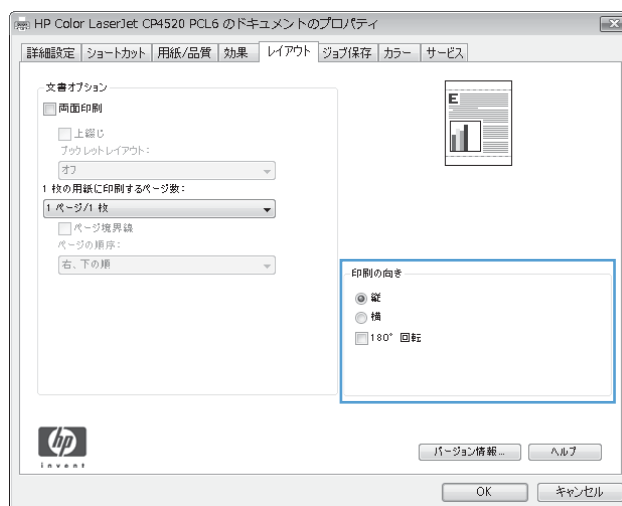 HP Color LaserJet CP4520 PCL6 のドキュメントのプロパティ
詳細設定 ショートカット 用紙/品質 効果 レイアウト ジョブ保存 カラー サービス
文書オプション
両面印刷
上綴じ
ブックレットレイアウト:
オフ
1 枚の用紙に印刷するページ数:
1 ページ/1 枚
ページ境界線
ページの順序:
右、下の順
E
印刷の向き
縦
横
180° 回転
hp
invent
バージョン情報... ヘルプ
OK キャンセル